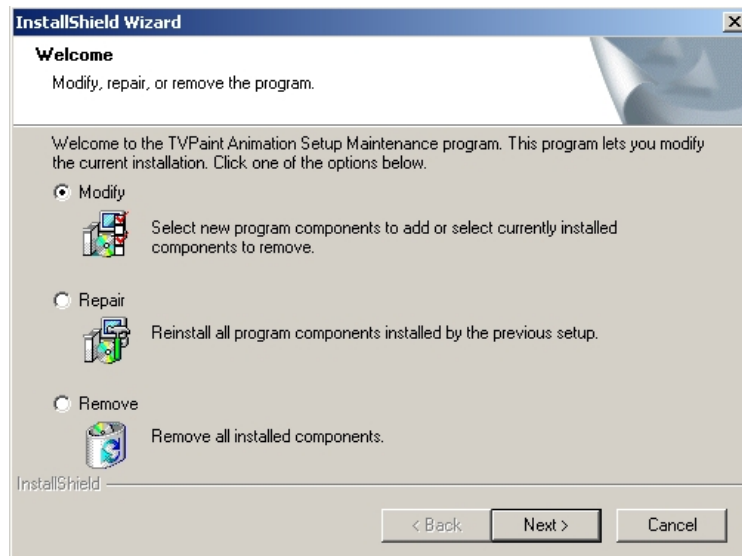 InstallShield Wizard
Welcome
Modify, repair, or remove the program.
Welcome to the TVPaint Animation Setup Maintenance program. This program lets you modify
the current installation. Click one of the options below.
Modify
Select new program components to add or select currently installed
components to remove.
Repair
Reinstall all program components installed by the previous setup.
Remove
Remove all installed components.
InstallShield
< Back
Next >
Cancel